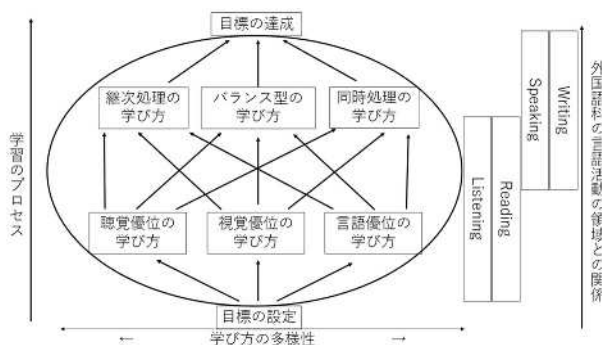 目標の達成
継次処理の
学び方
バランス型の
学び方
同時処理の
学び方
聴覚優位の
学び方
視覚優位の
学び方
言語優位の
学び方
目標の設定
← 学び方の多様性 →
学習のプロセス
Listening
Reading
Speaking
Writing
外国語科の言語活動の領域との関係